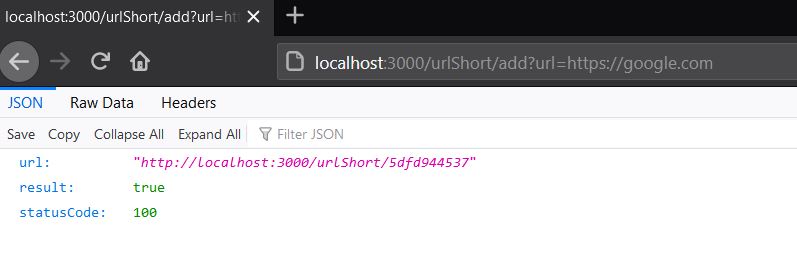 localhost:3000/urlShort/add?url=ht
localhost:3000/urlShort/add?url=https://google.com
JSON Raw Data Headers
Save Copy Collapse All Expand All Filter JSON
url: "http://localhost:3000/urlShort/5dfd944537"
result: true
statusCode: 100